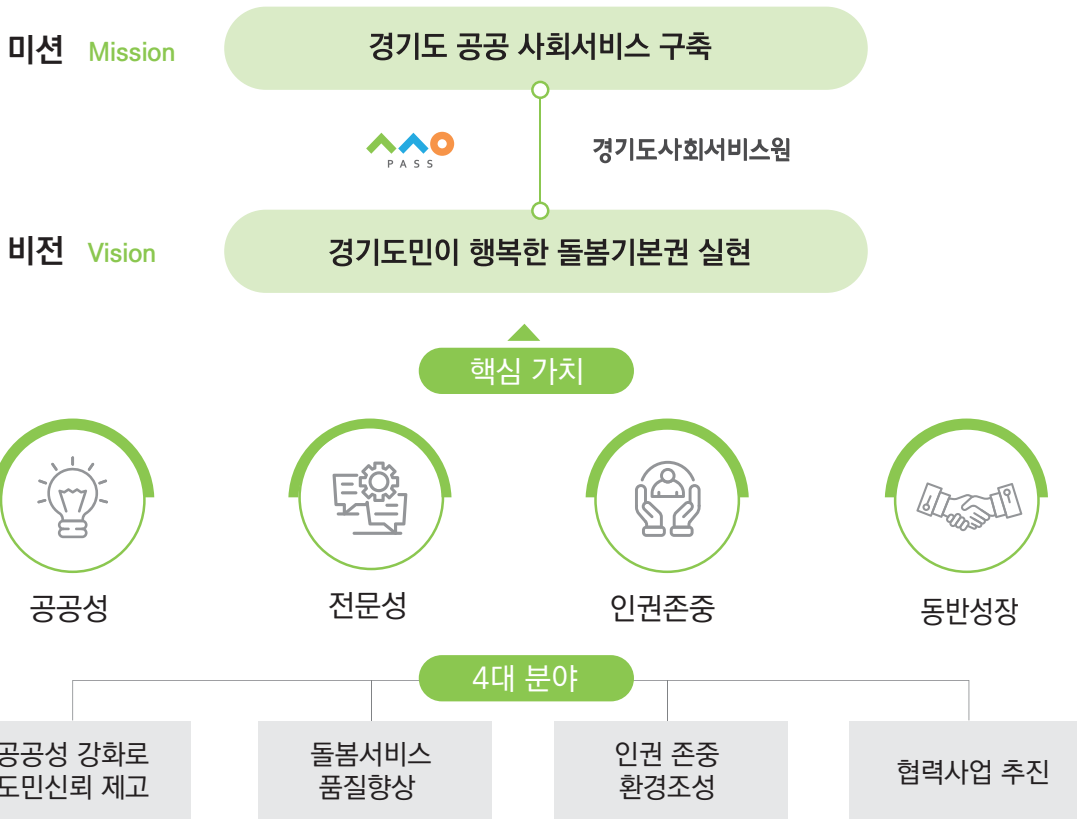 미션 Mission
경기도 공공 사회서비스 구축
PASS
경기도사회서비스원
비전 Vision
경기도민이 행복한 돌봄기본권 실현
핵심 가치
공공성
전문성
인권존중
동반성장
4대 분야
공공성 강화로
도민신뢰 제고
돌봄서비스
품질향상
인권 존중
환경조성
협력사업 추진